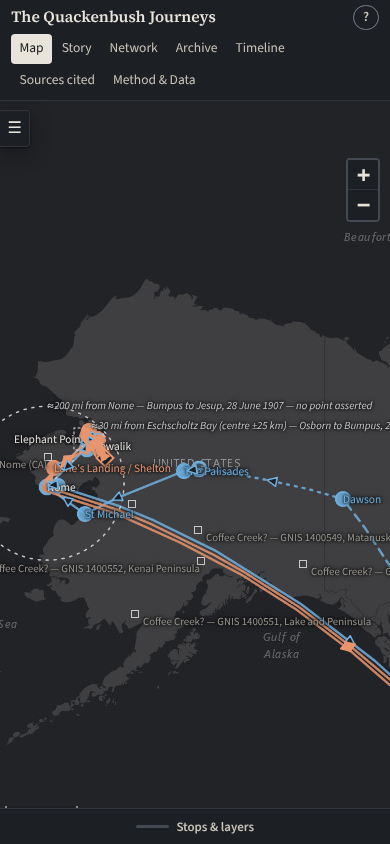 The Quackenbush Journeys
?
Map Story Network Archive Timeline
Sources cited Method & Data
☰
+
−
Beaufort
≈200 mi from Nome — Bumpus to Jesup, 28 June 1907 — no point asserted
≈30 mi from Eschscholtz Bay (centre ±25 km) — Osborn to Bumpus, 2
Elephant Poin
walik
Nome (CA
Lane's Landing / Shelton
UNITED STATES
Palisades
Nome
Dawson
St Michael
Coffee Creek? — GNIS 1400549, Matanusk
ffee Creek? — GNIS 1400552, Kenai Peninsula
Coffee Creek? — G
Coffee Creek? — GNIS 1400551, Lake and Peninsula
Sea
Gulf of
Alaska
Stops & layers